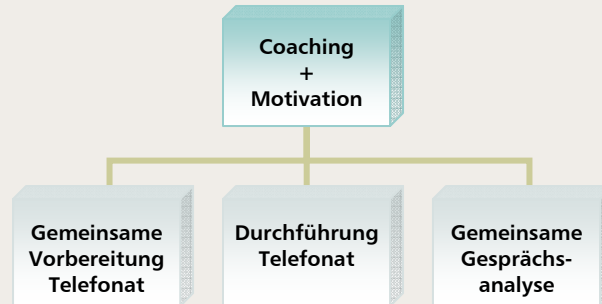 Coaching
+
Motivation
Gemeinsame
Vorbereitung
Telefonat
Durchführung
Telefonat
Gemeinsame
Gesprächs-
analyse